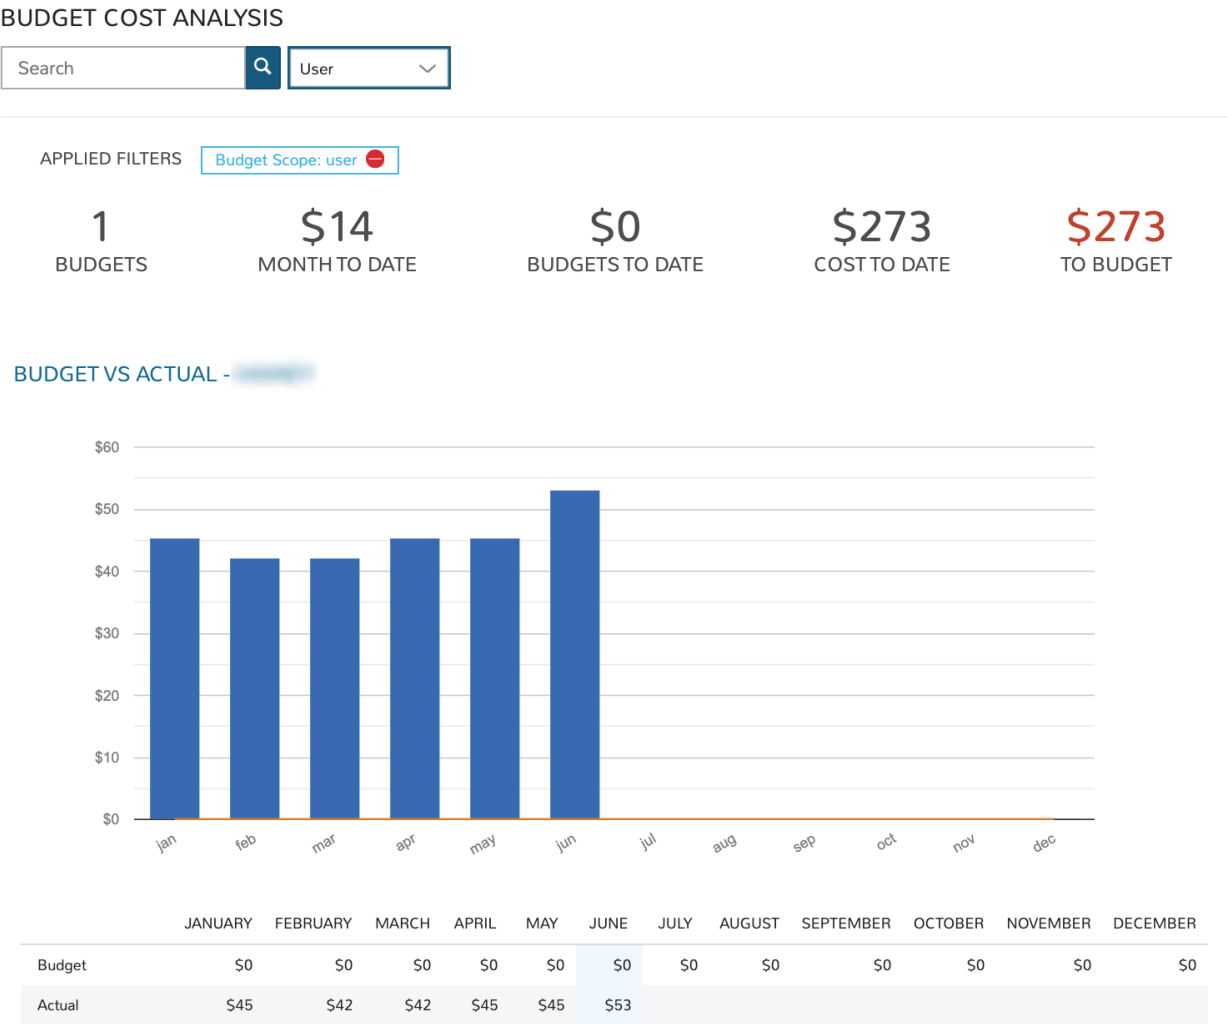 BUDGET COST ANALYSIS
Search
User
APPLIED FILTERS Budget Scope: user
1 $14 $0 $273 $273
BUDGETS MONTH TO DATE BUDGETS TO DATE COST TO DATE TO BUDGET
BUDGET VS ACTUAL -
$60
$50
$40
$30
$20
$10
$0
jan feb mar apr may jun jul aug sep oct nov dec
JANUARY FEBRUARY MARCH APRIL MAY JUNE JULY AUGUST SEPTEMBER OCTOBER NOVEMBER DECEMBER
Budget $0 $0 $0 $0 $0 $0 $0 $0 $0 $0 $0 $0
Actual $45 $42 $42 $45 $45 $53